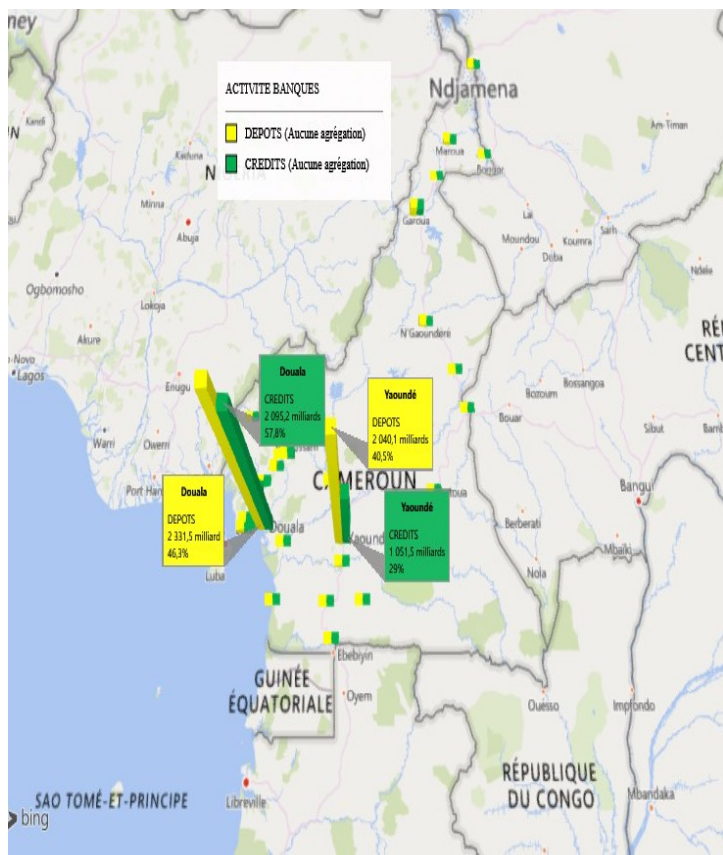 Ndjamena
ACTIVITE BANQUES
DEPOTS (Aucune agrégation)
CREDITS (Aucune agrégation)
Kandi
Kaduna
Am-Timan
Maroua
Bongor
Minna
Abuja
Garoua
Lai
Sarh
Moundou
Koumra
Doba
Ndele
Ogbomosho
Lokoja
Akure
N'Gaoundéré
RÉ
CENT
-Novo
Lagos
Enugu
Bozoum
Bossangoa
Bouar
Sibut
Bamb
Warri
Owerri
Port Har
CAMEROUN
Bangui
Douala
CREDITS
2 095,2 milliards
57,8%
Yaoundé
DEPOTS
2 040,1 milliards
40,5%
Douala
DEPOTS
2 331,5 milliard
46,3%
Yaoundé
CREDITS
1 051,5 milliards
29%
Douala
Yaound
Berberati
Mbaïki
Nola
Luba
Ebebiyin
GUINÉE
ÉQUATORIALE
Oyem
Ouesso
Impfondo
RÉPUBLIQUE
DU CONGO
SAO TOMÉ-ET-PRINCIPE
Libreville
Mbandaka
bing